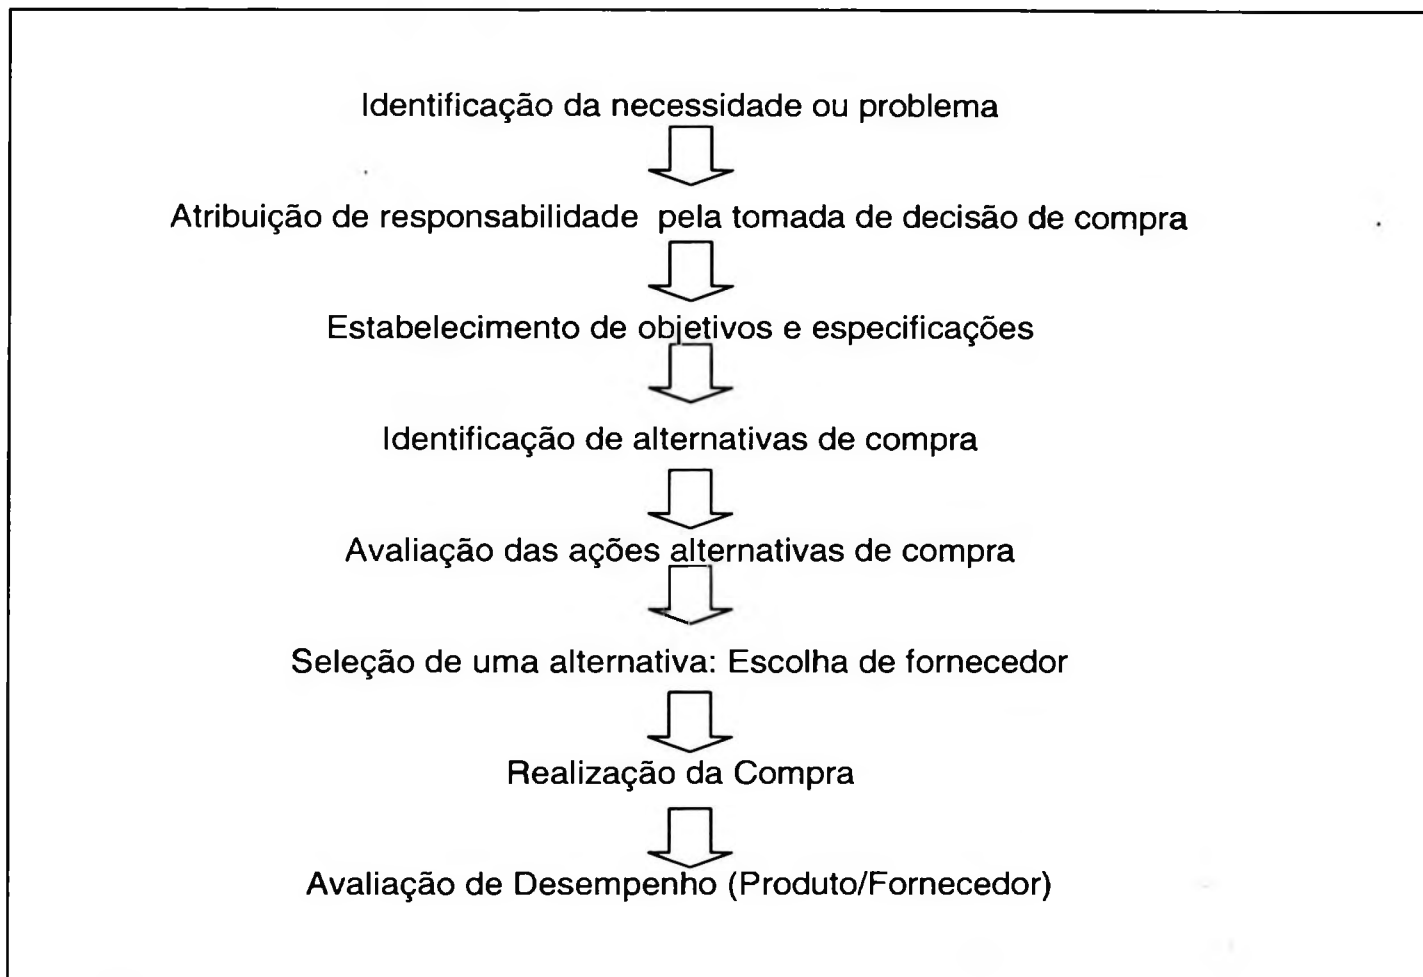 Identificação da necessidade ou problema
Atribuição de responsabilidade pela tomada de decisão de compra
Estabelecimento de objetivos e especificações
Identificação de alternativas de compra
Avaliação das ações alternativas de compra
Seleção de uma alternativa: Escolha de fornecedor
Realização da Compra
Avaliação de Desempenho (Produto/Fornecedor)